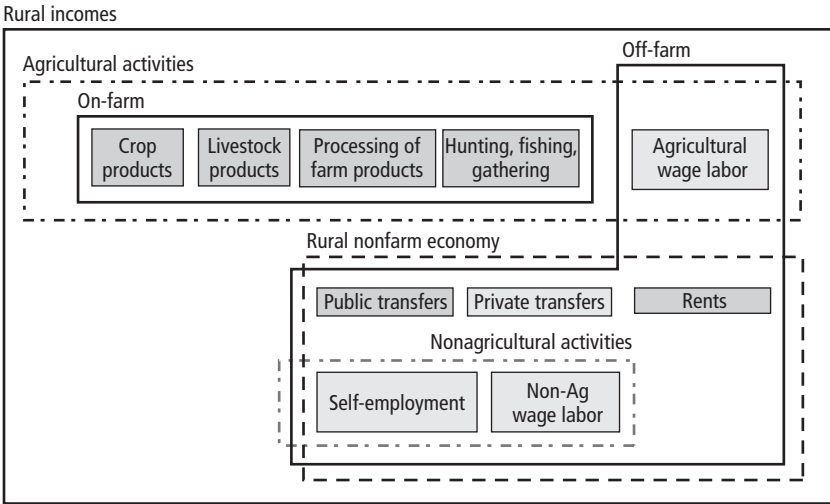 Rural incomes
Off-farm
Agricultural activities
On-farm
Crop
products
Livestock
products
Processing of
farm products
Hunting, fishing,
gathering
Agricultural
wage labor
Rural nonfarm economy
Public transfers
Private transfers
Rents
Nonagricultural activities
Self-employment
Non-Ag
wage labor